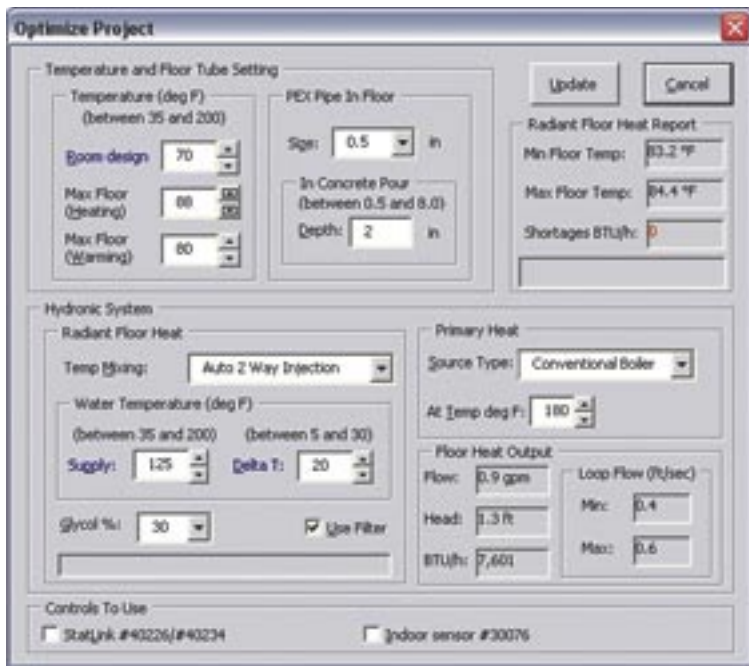 Optimize Project
Temperature and Floor Tube Setting
Temperature (deg F)
(between 35 and 200)
Room design 70
Max Floor
(Heating) 88
Max Floor
(Warming) 80
PEX Pipe In Floor
Size: 0.5 in
In Concrete Pour
(between 0.5 and 8.0)
Depth: 2 in
Update
Cancel
Radiant Floor Heat Report
Min Floor Temp: 83.2 °F
Max Floor Temp: 84.4 °F
Shortages BTU/h: 0
Hydronic System
Radiant Floor Heat
Temp Mixing: Auto 2 Way Injection
Water Temperature (deg F)
(between 35 and 200) (between 5 and 30)
Supply: 125 Delta T: 20
Glycol %: 30 Use Filter
Primary Heat
Source Type: Conventional Boiler
At Temp deg F: 180
Floor Heat Output
Flow: 0.9 gpm
Head: 1.3 ft
BTU/h: 7,601
Loop Flow (ft/sec)
Min: 0.4
Max: 0.6
Controls To Use
StatLink #40226/#40234
Indoor sensor #30076